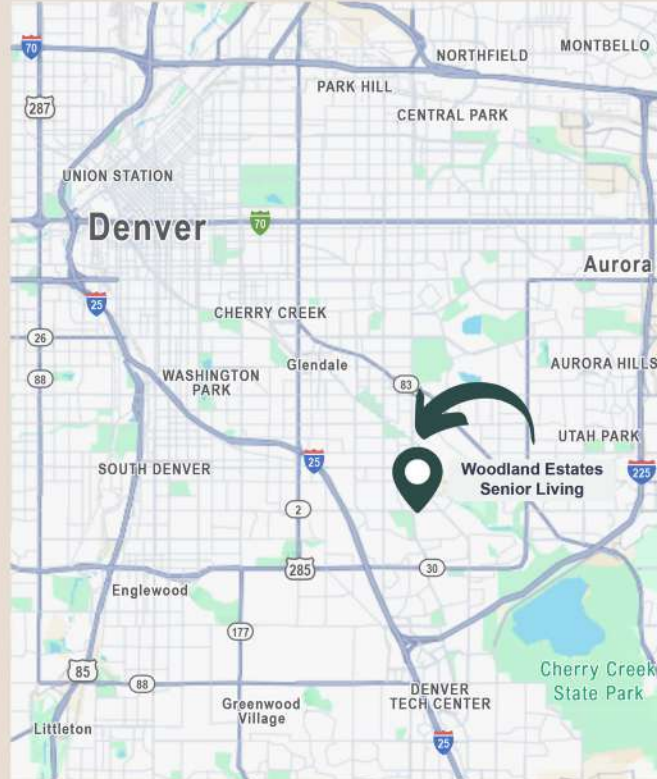 70
NORTHFIELD
MONTBELLO
287
PARK HILL
CENTRAL PARK
UNION STATION
Denver
70
Aurora
25
CHERRY CREEK
26
Glendale
88
WASHINGTON
PARK
83
AURORA HILLS
UTAH PARK
SOUTH DENVER
25
Woodland Estates
Senior Living
225
2
285
30
Englewood
177
85
88
Cherry Creek
State Park
DENVER
TECH CENTER
Greenwood
Village
Littleton
25